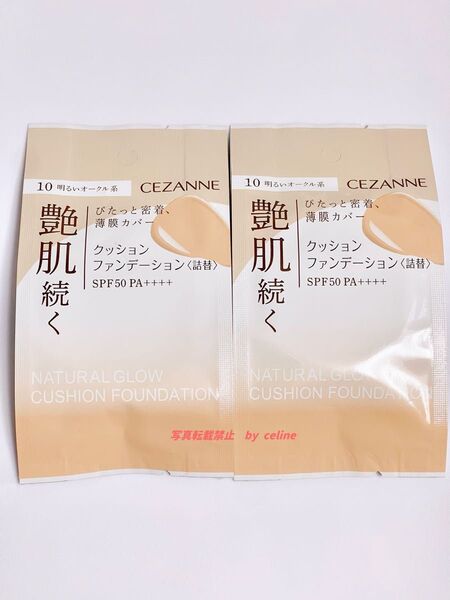 10 明るいオークル系
CEZANNE
艶肌続く
ぴたっと密着、
薄膜カバー
クッション
ファンデーション〈詰替〉
SPF50 PA++++
NATURAL GLOW
CUSHION FOUNDATION
10 明るいオークル系
CEZANNE
艶肌続く
ぴたっと密着、
薄膜カバー
クッション
ファンデーション〈詰替〉
SPF50 PA++++
NATURAL GLOW
CUSHION FOUNDATION
写真転載禁止 by celine